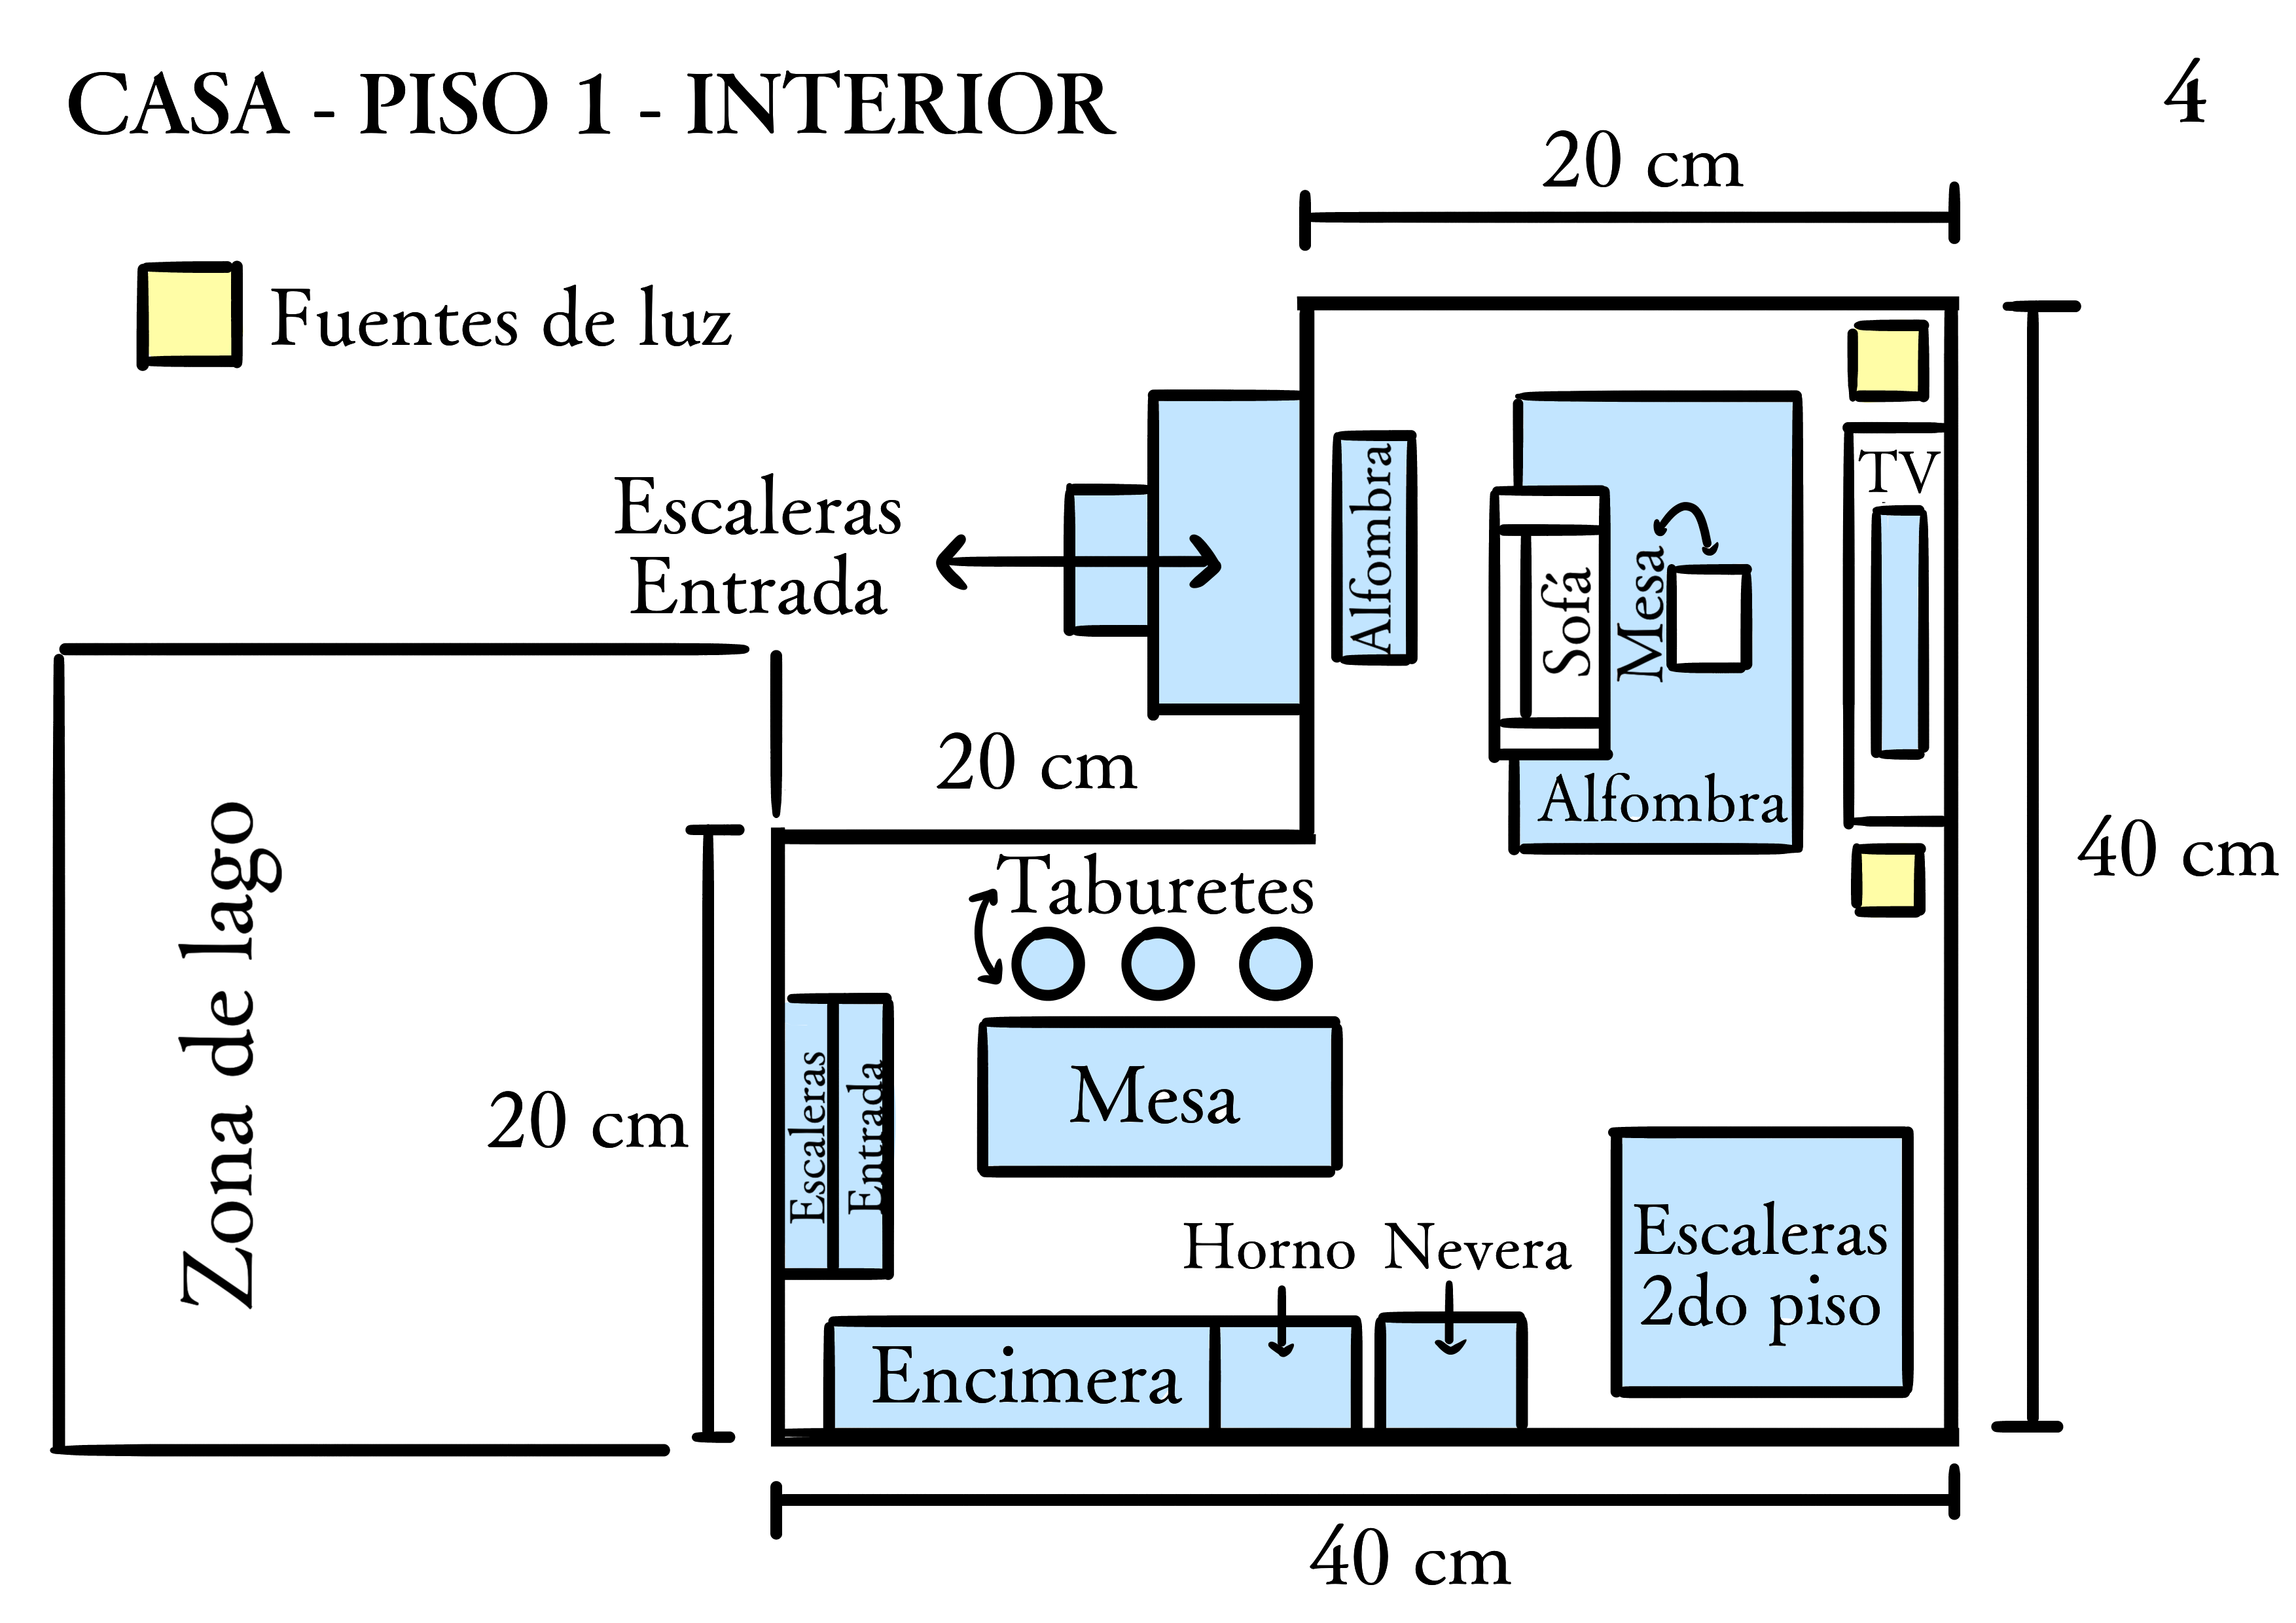 CASA - PISO 1 - INTERIOR
4
20 cm
Fuentes de luz
TV
Escaleras
Entrada
Alfombra
Sofá
Mesa
20 cm
Alfombra
40 cm
Taburetes
Zona de lago
20 cm
Escaleras
Entrada
Mesa
Horno
Nevera
Escaleras
2do piso
Encimera
40 cm